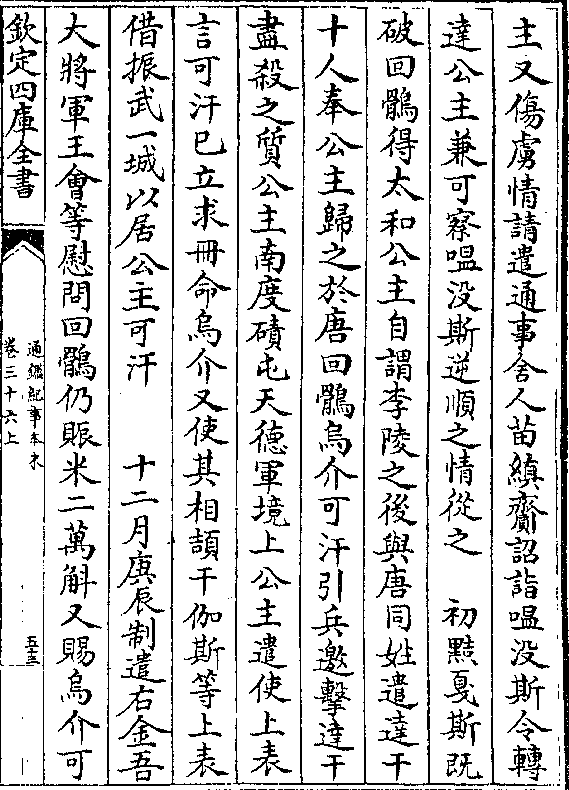 主又傷虜情請遣通事舍人苗縝齎詔詣嗢没斯令轉
達公主兼可察嗢没斯逆順之情從之　初黠戛斯既
破回鶻得太和公主自謂李陵之後與唐同姓遣達干
十人奉公主歸之於唐回鶻烏介可汗引兵邀擊達干
盡殺之質公主南度磧屯天德軍境上公主遣使上表
言可汗已立求冊命烏介又使其相頡干伽斯等上表
借振武一城以居公主可汗　十二月庚辰制遣右金吾
大將軍王會等慰問回鶻仍賑米二萬斛又賜烏介可
欽定四庫全書
通鑑紀事本末
卷三十六上
五十三